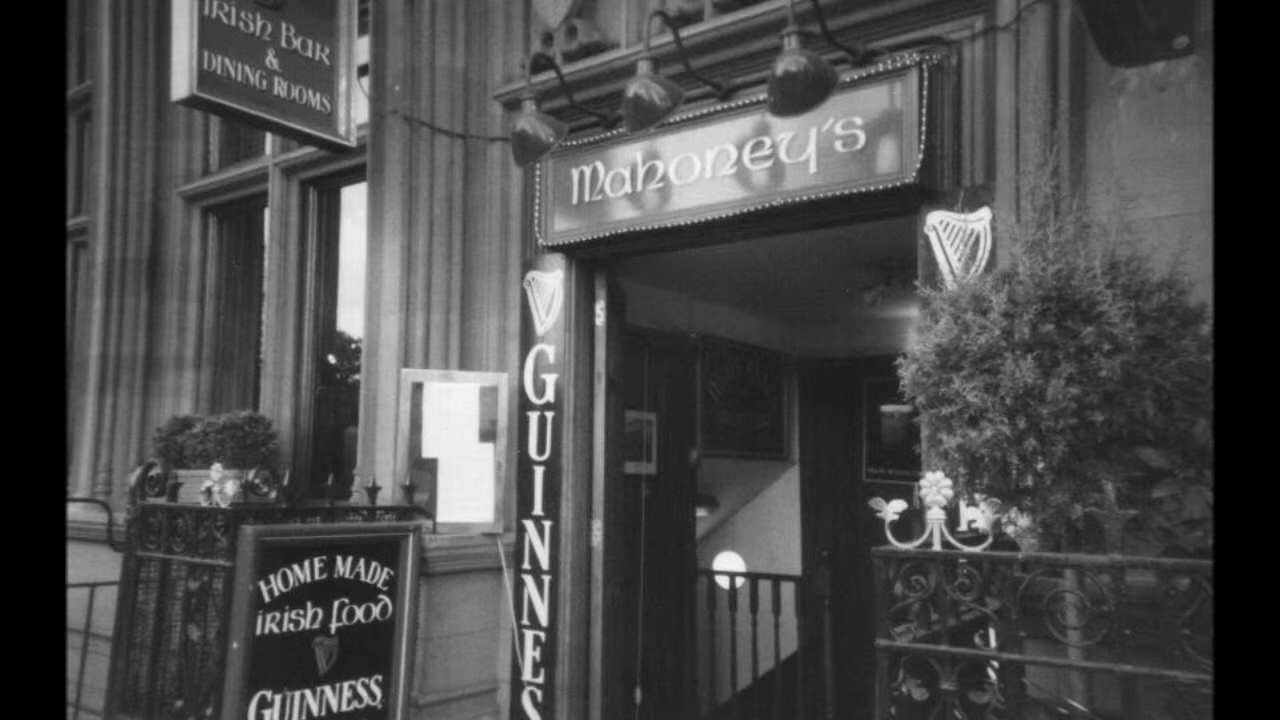 Irish Bar
&
DINING ROOMS
Mahoney's
GUINNES
HOME MADE
Irish Food
GUINNESS